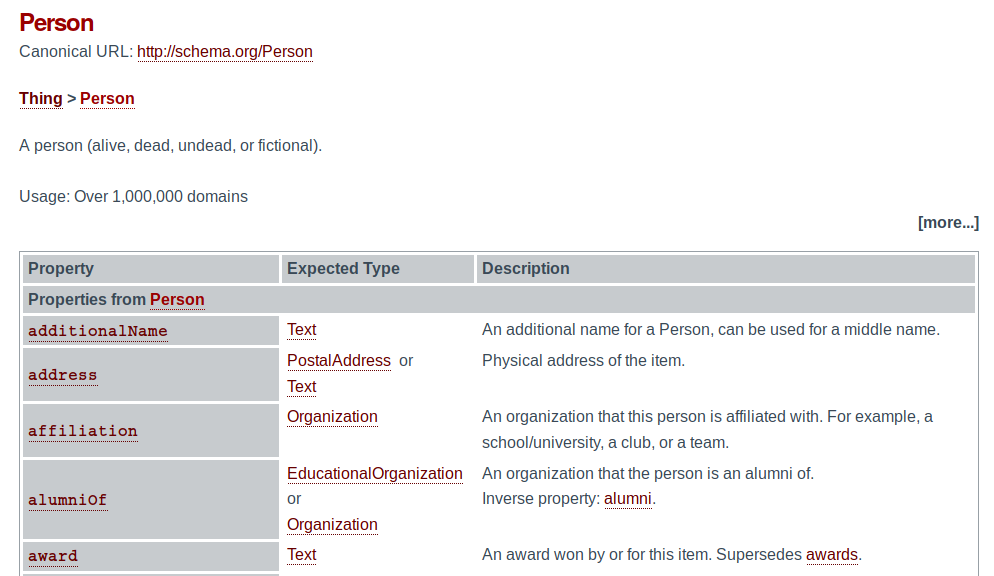 Person
Canonical URL: http://schema.org/Person
Thing > Person
A person (alive, dead, undead, or fictional).
Usage: Over 1,000,000 domains
[more...]
Property Expected Type Description
Properties from Person
additionalName Text An additional name for a Person, can be used for a middle name.
address PostalAddress or Physical address of the item.
Text
affiliation Organization An organization that this person is affiliated with. For example, a
school/university, a club, or a team.
alumniOf EducationalOrganization An organization that the person is an alumni of.
or Inverse property: alumni.
Organization
award Text An award won by or for this item. Supersedes awards.